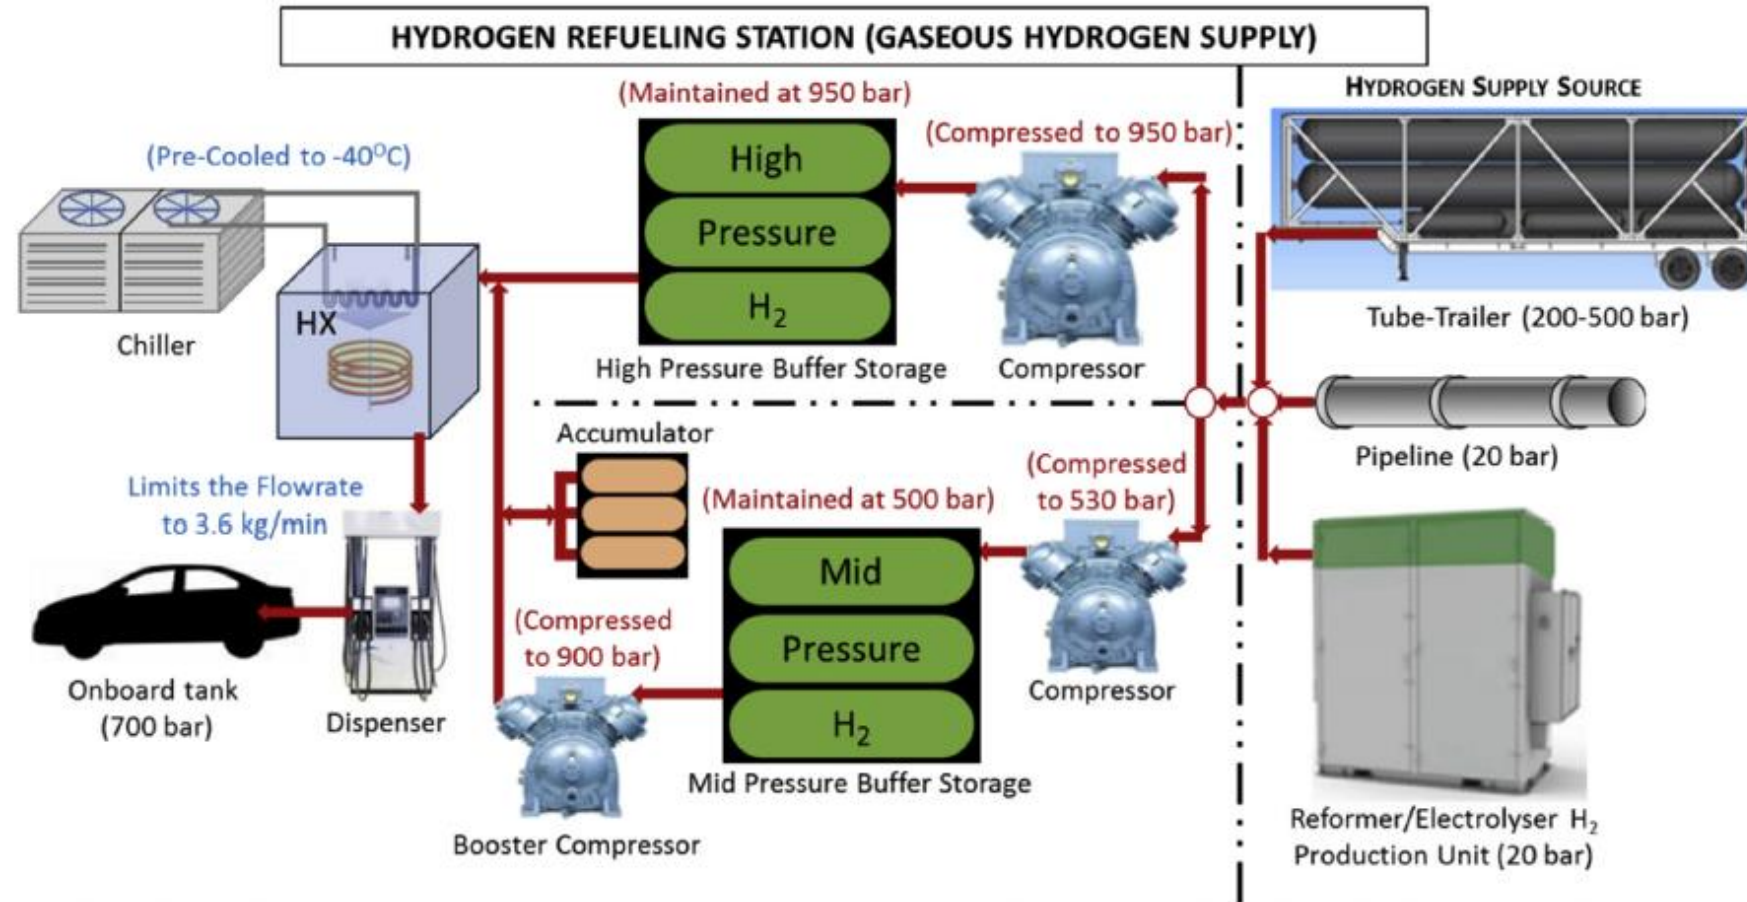 HYDROGEN REFUELING STATION (GASEOUS HYDROGEN SUPPLY)
HYDROGEN SUPPLY SOURCE
(Maintained at 950 bar)
(Compressed to 950 bar)
(Pre-Cooled to -40⁰C)
High
Pressure
H₂
HX
Chiller
High Pressure Buffer Storage
Compressor
Tube-Trailer (200-500 bar)
Accumulator
Pipeline (20 bar)
(Compressed
to 530 bar)
Limits the Flowrate
to 3.6 kg/min
(Maintained at 500 bar)
Mid
Pressure
H₂
(Compressed
to 900 bar)
Onboard tank
(700 bar)
Dispenser
Compressor
Mid Pressure Buffer Storage
Booster Compressor
Reformer/Electrolyser H₂
Production Unit (20 bar)